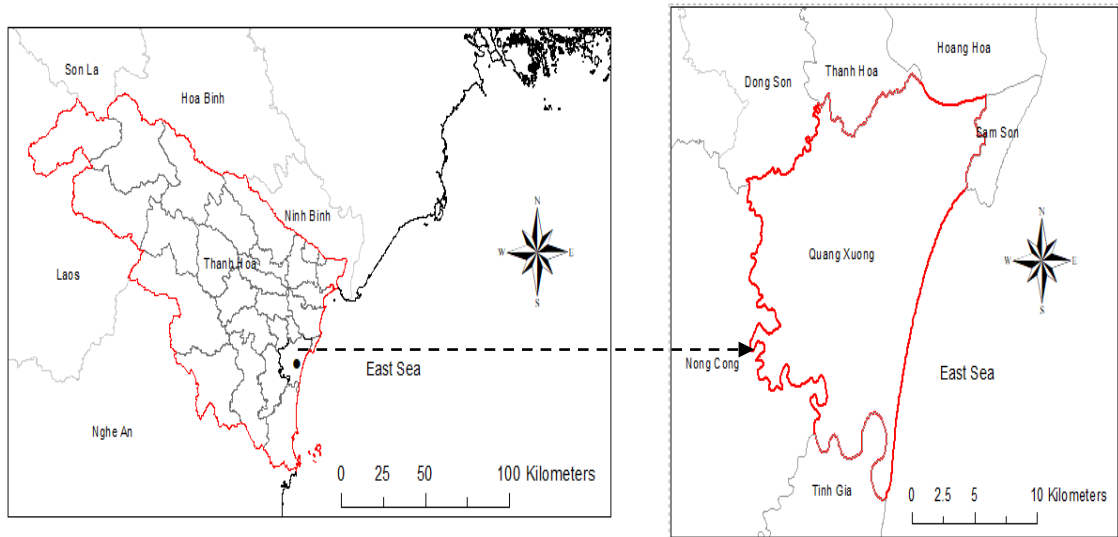 Son La
Hoa Binh
Ninh Binh
Thanh Hoa
Laos
Nghe An
East Sea
N
W
E
S
0 25 50 100 Kilometers
Hoang Hoa
Thanh Hoa
Dong Son
Sam Son
Quang Xuong
Nong Cong
East Sea
Tinh Gia
N
W
E
S
0 2.5 5 10 Kilometers